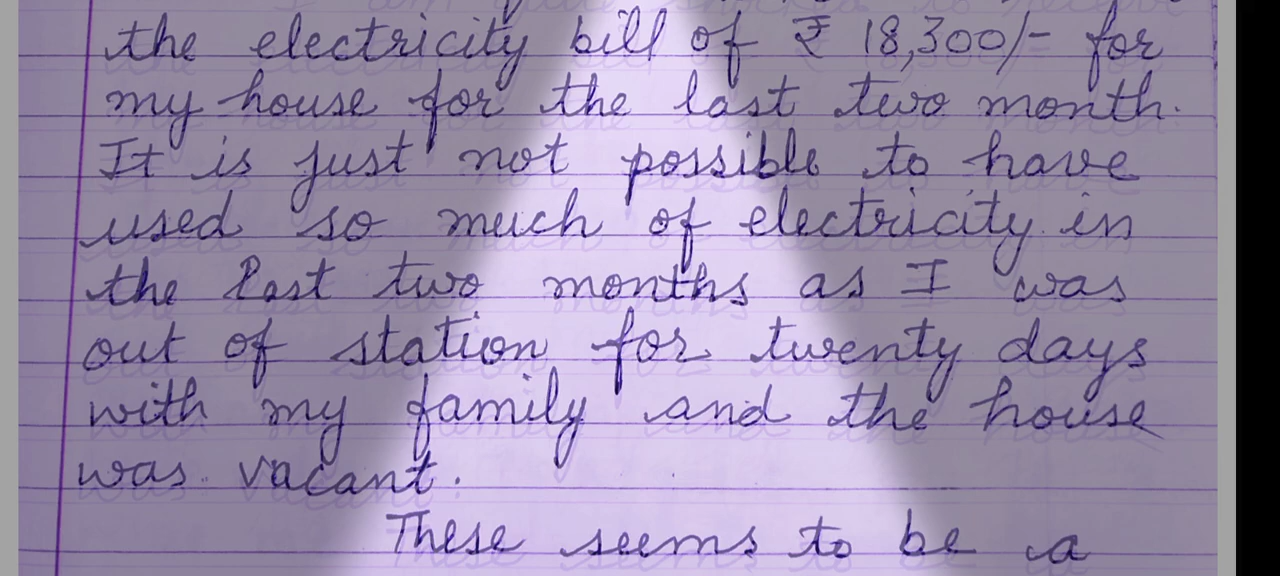 the electricity bill of ₹ 18,300/- for
my house for the last two month.
It is just not possible to have
used so much of electricity in
the last two months as I was
out of station for twenty days
with my family and the house
was vacant.
These seems to be a